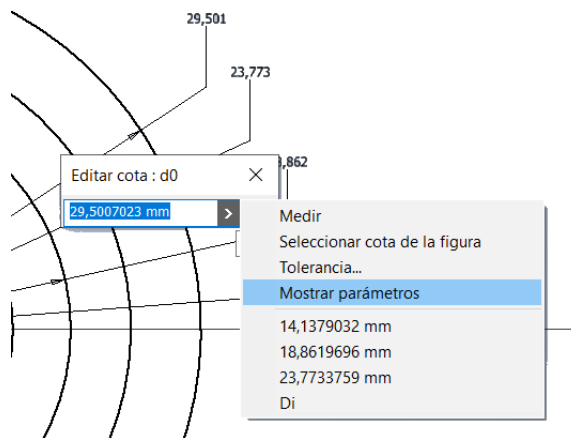 29,501
23,773
,862
Editar cota : d0
29,5007023 mm
Medir
Seleccionar cota de la figura
Tolerancia...
Mostrar parámetros
14,1379032 mm
18,8619696 mm
23,7733759 mm
Di